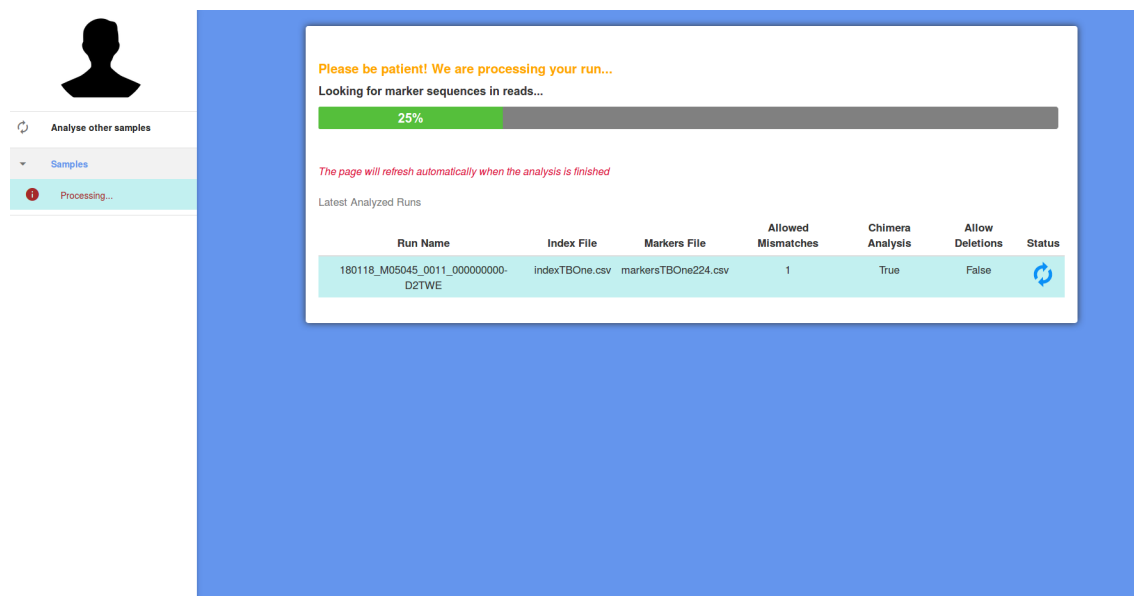 Analyse other samples
Samples
Processing...
Please be patient! We are processing your run...
Looking for marker sequences in reads...
25%
The page will refresh automatically when the analysis is finished
Latest Analyzed Runs
Run Name Index File Markers File Allowed Mismatches Chimera Analysis Allow Deletions Status
180118_M05045_0011_000000000- indexTBOne.csv markersTBOne224.csv 1 True False
D2TWE